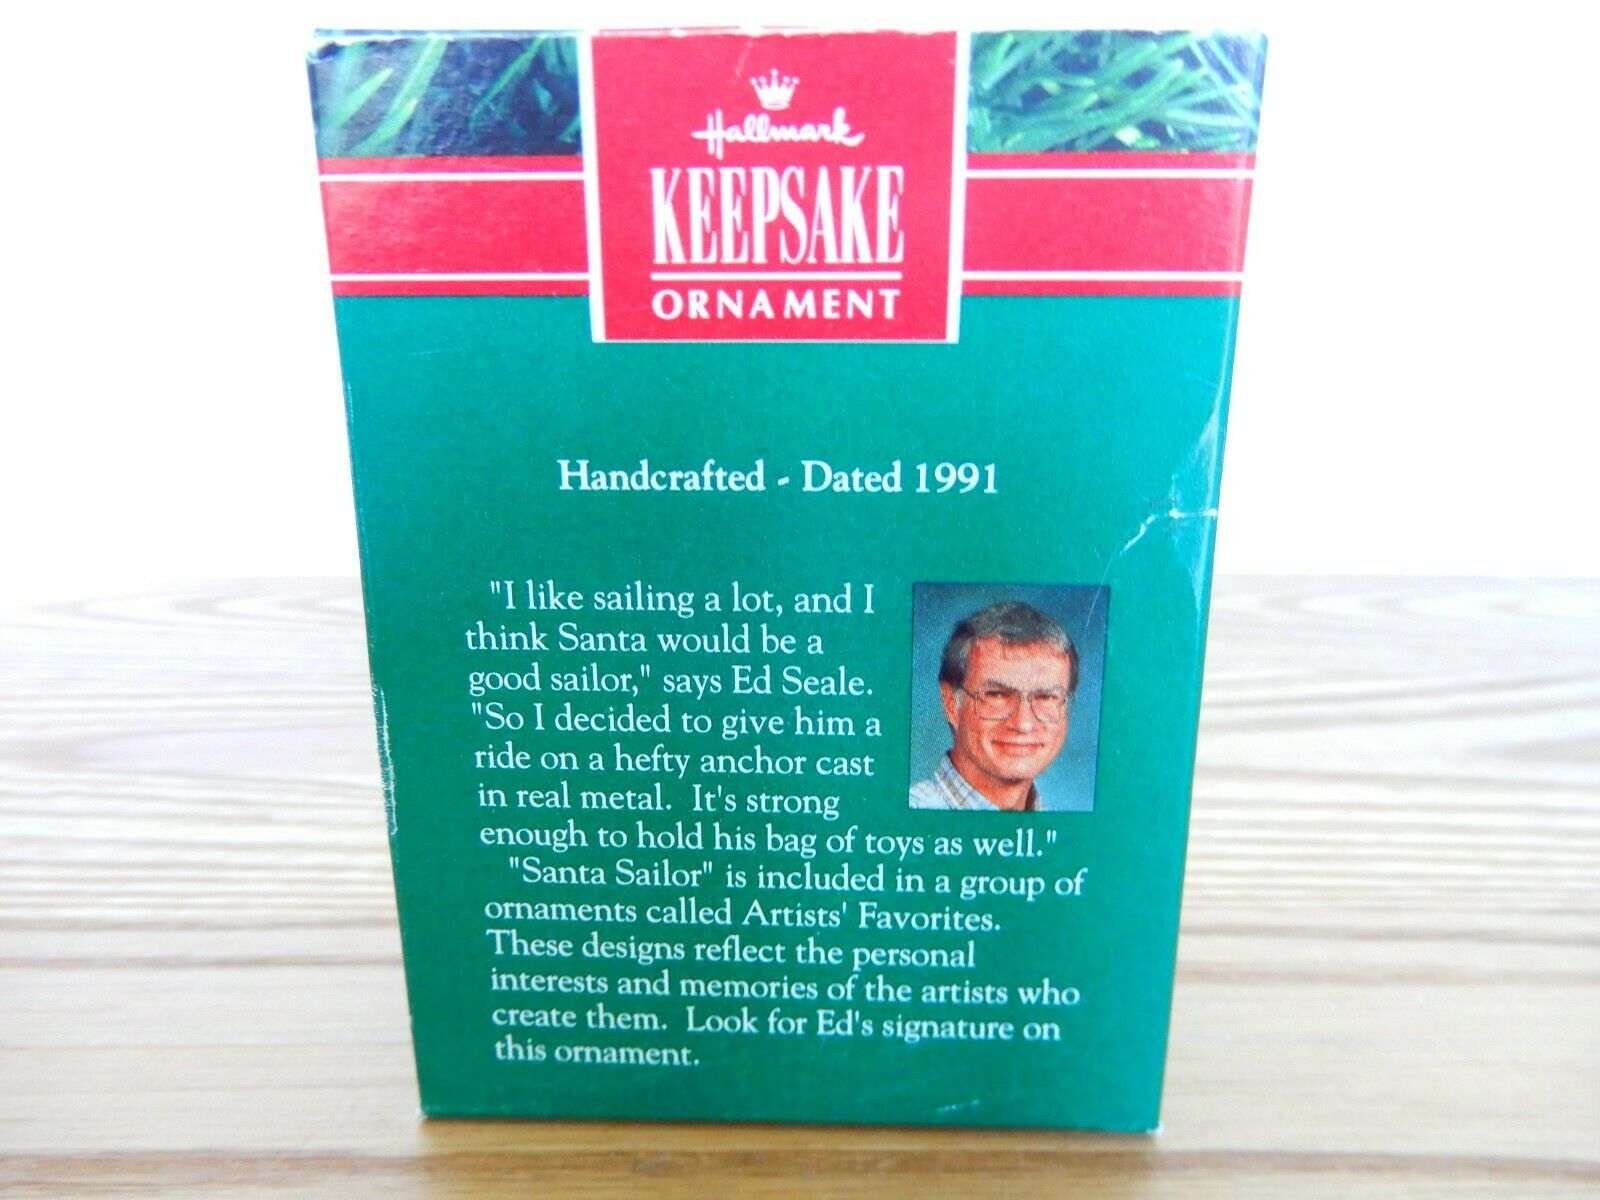 Hallmark
KEEPSAKE
ORNAMENT
Handcrafted - Dated 1991
"I like sailing a lot, and I
think Santa would be a
good sailor," says Ed Seale.
"So I decided to give him a
ride on a hefty anchor cast
in real metal. It's strong
enough to hold his bag of toys as well."
"Santa Sailor" is included in a group of
ornaments called Artists' Favorites.
These designs reflect the personal
interests and memories of the artists who
create them. Look for Ed's signature on
this ornament.